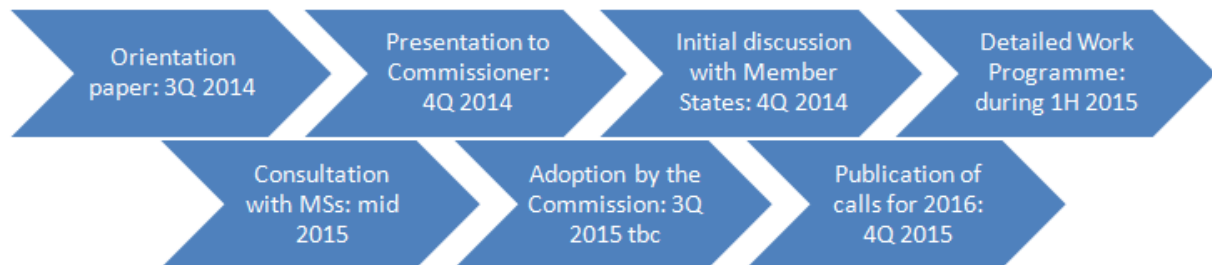 Orientation
paper: 3Q 2014
Presentation to
Commissioner:
4Q 2014
Initial discussion
with Member
States: 4Q 2014
Detailed Work
Programme:
during 1H 2015
Consultation
with MSs: mid
2015
Adoption by the
Commission: 3Q
2015 tbc
Publication of
calls for 2016:
4Q 2015